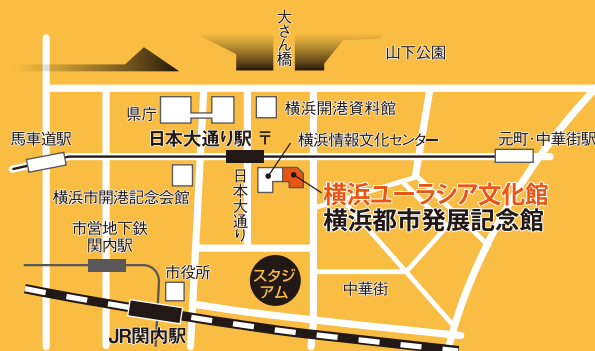 大さん橋
山下公園
県庁
横浜開港資料館
馬車道駅
日本大通り駅
〒
横浜情報文化センター
元町・中華街駅
横浜市開港記念会館
日本大通り
横浜ユーラシア文化館
横浜都市発展記念館
市営地下鉄
関内駅
市役所
スタジ
アム
中華街
JR関内駅